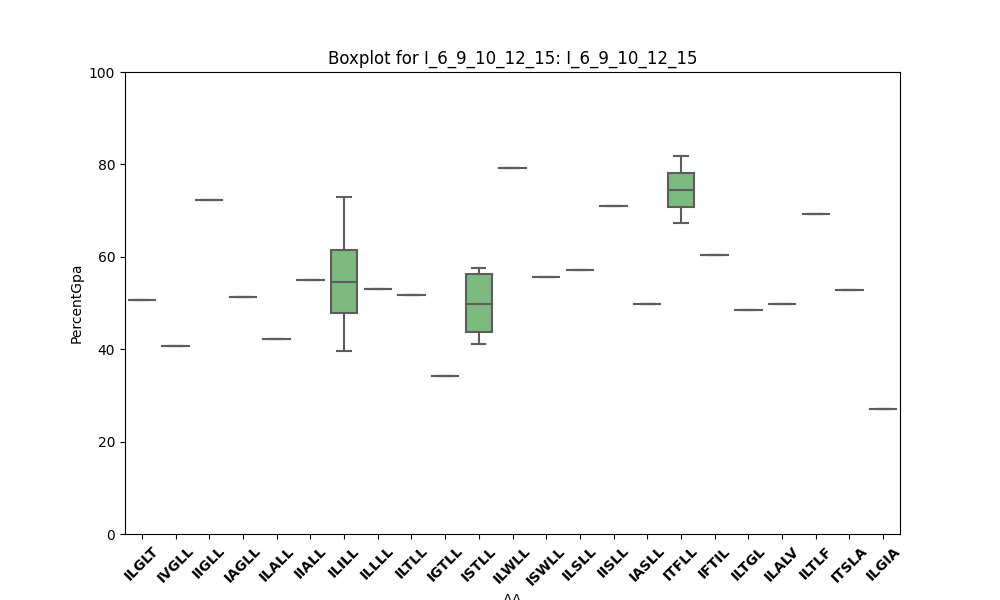 Boxplot for I_6_9_10_12_15: I_6_9_10_12_15
100
80
60
40
20
0
PercentGpa
ILGLT
IVGLL
IIGLL
IAGLL
ILALL
IIALL
ILILL
ILLLL
ILTLL
IGTLL
ISTLL
ILWLL
ISWLL
ILSLL
IISLL
IASLL
ITFLL
IFTIL
ILTGL
ILALV
ILTLF
ITSLA
ILGIA
AA